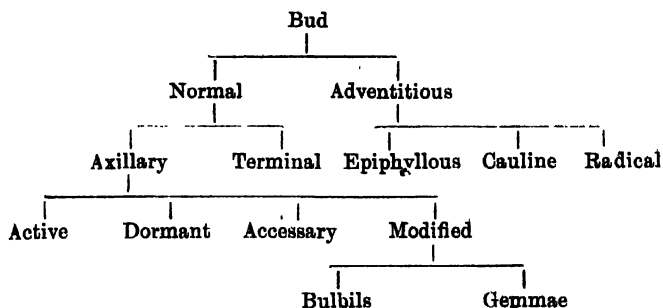 Bud
Normal Adventitious
Axillary Terminal Epiphyllous Cauline Radical
Active Dormant Accessary Modified
Bulbils Gemmae